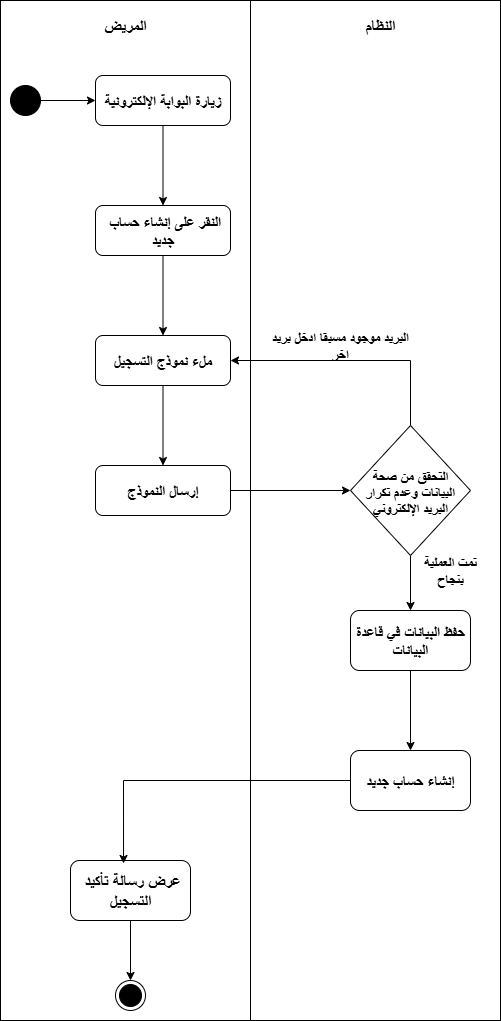 المريض
النظام
زيارة البوابة الإلكترونية
النقر على إنشاء حساب
جديد
ملء نموذج التسجيل
البريد موجود مسبقا ادخل بريد
اخر
إرسال النموذج
التحقق من صحة
البيانات وعدم تكرار
البريد الإلكتروني
تمت العملية
بنجاح
حفظ البيانات في قاعدة
البيانات
إنشاء حساب جديد
عرض رسالة تأكيد
التسجيل